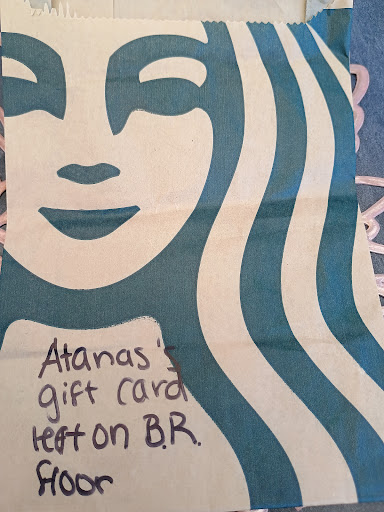 Atanas's
gift card
left on B.R.
floor